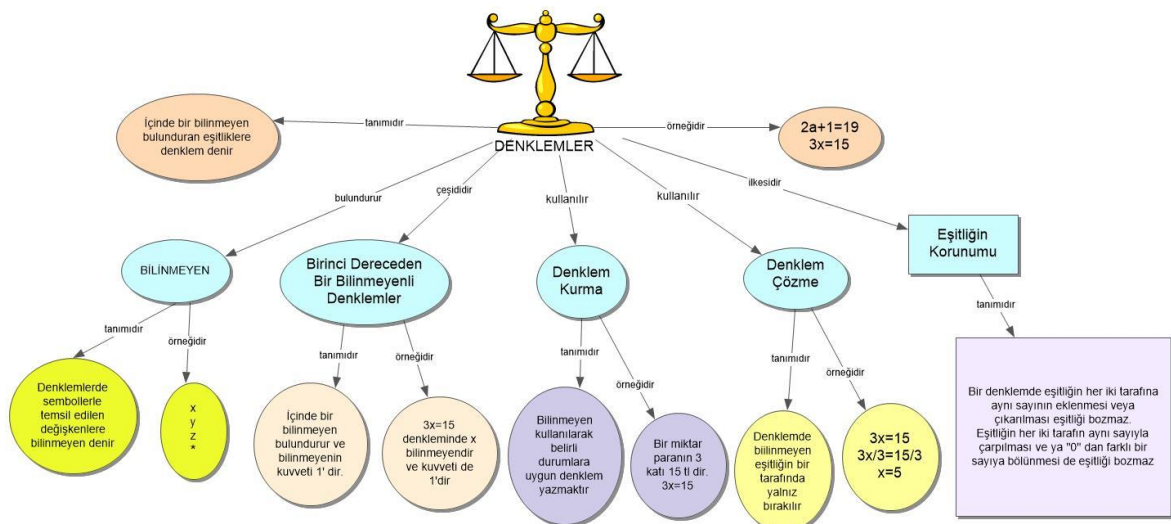 DENKLEMLER
tanımıdır
İçinde bir bilinmeyen
bulunduran eşitliklere
denklem denir
örneğidir
2a+1=19
3x=15
bulundurur
BİLİNMEYEN
tanımıdır
Denklemlerde
sembollerle
temsil edilen
değişkenlere
bilinmeyen denir
örneğidir
x
y
z
*
çeşididir
Birinci Dereceden
Bir Bilinmeyenli
Denklemler
tanımıdır
İçinde bir
bilinmeyen
bulundurur ve
bilinmeyenin
kuvveti 1' dir.
örneğidir
3x=15
denkleminde x
bilinmeyendir
ve kuvveti de
1'dir
kullanılır
Denklem
Kurma
tanımıdır
Bilinmeyen
kullanılarak
belirli
durumlara
uygun denklem
yazmaktır
örneğidir
Bir miktar
paranın 3
katı 15 tl dir.
3x=15
kullanılır
Denklem
Çözme
tanımıdır
Denklemde
biilinmeyen
eşitliğin bir
tarafında
yalnız
bırakılır
örneğidir
3x=15
3x/3=15/3
x=5
ilkesidir
Eşitliğin
Korunumu
tanımıdır
Bir denklemde eşitliğin her iki tarafına
aynı sayının eklenmesi veya
çıkarılması eşitliği bozmaz.
Eşitliğin her iki tarafın aynı sayıyla
çarpılması ve ya "0" dan farklı bir
sayıya bölünmesi de eşitliği bozmaz